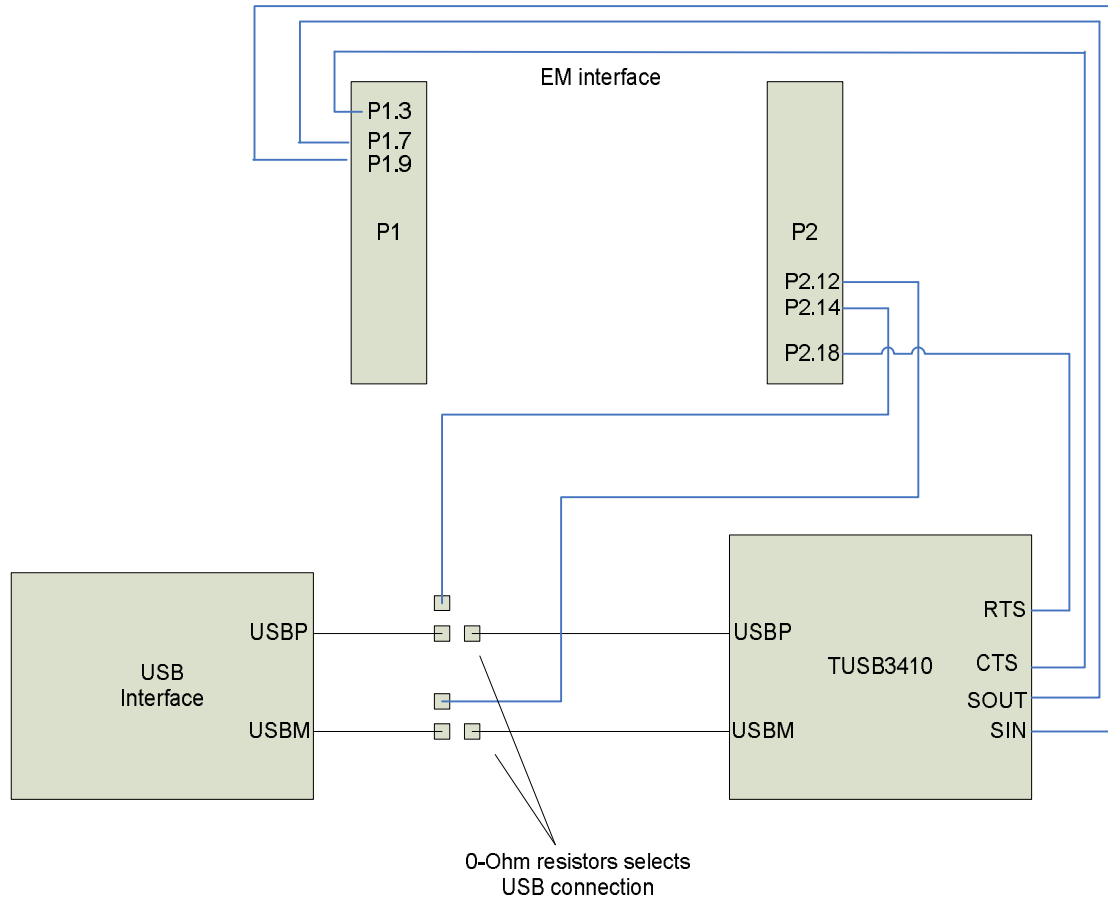 EM interface
P1.3
P1.7
P1.9
P1
P2
P2.12
P2.14
P2.18
USBP
USB
Interface
USBM
USBP
TUSB3410
USBM
RTS
CTS
SOUT
SIN
0-Ohm resistors selects
USB connection